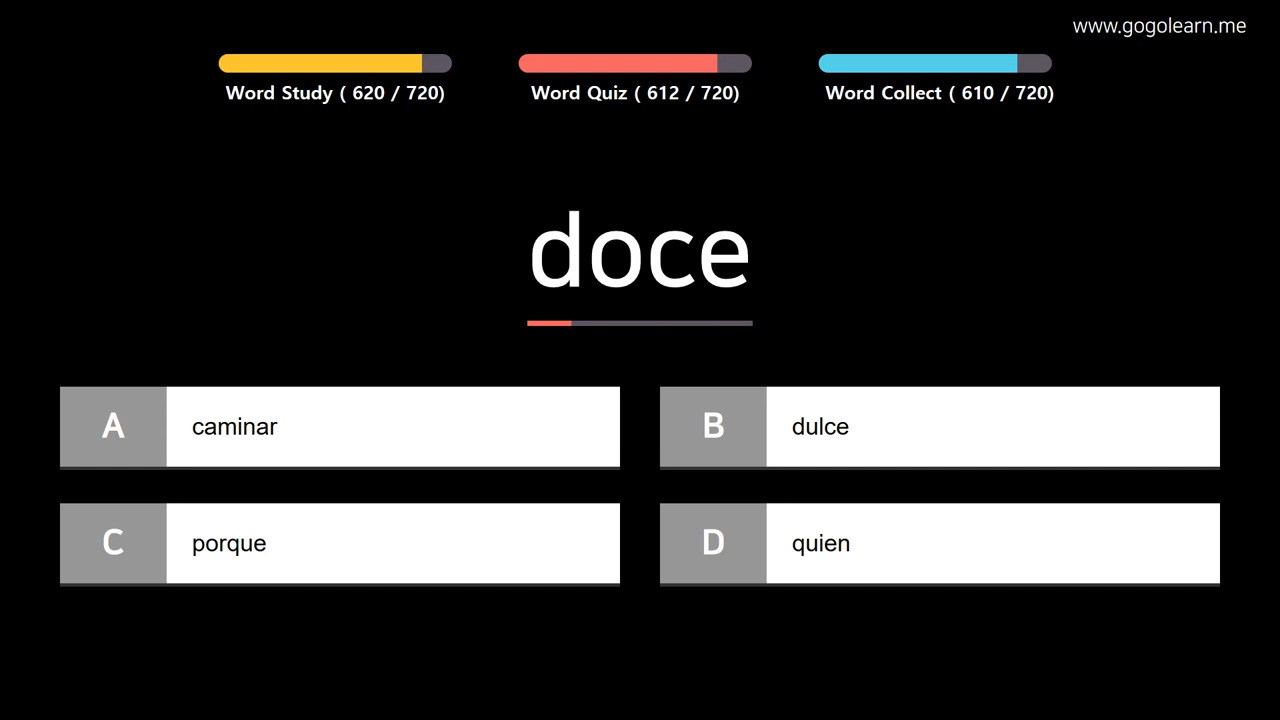 www.gogolearn.me
Word Study ( 620 / 720)
Word Quiz ( 612 / 720)
Word Collect ( 610 / 720)
doce
A caminar
B dulce
C porque
D quien